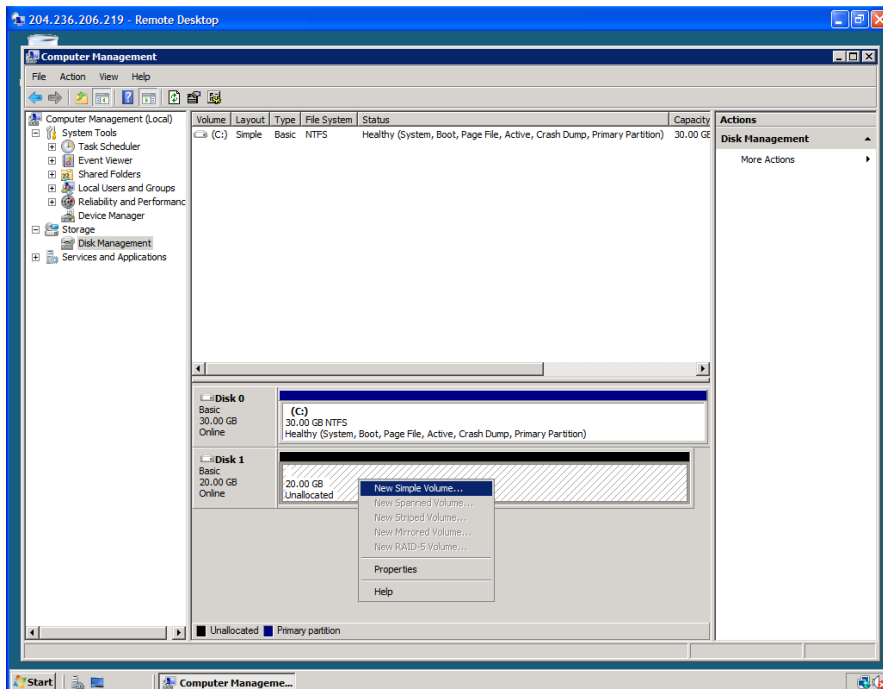 204.236.206.219 - Remote Desktop
Computer Management
File Action View Help
Computer Management (Local)
System Tools
Task Scheduler
Event Viewer
Shared Folders
Local Users and Groups
Reliability and Performanc
Device Manager
Storage
Disk Management
Services and Applications
Volume Layout Type File System Status Capacity
(C:) Simple Basic NTFS Healthy (System, Boot, Page File, Active, Crash Dump, Primary Partition) 30.00 GB
Actions
Disk Management
More Actions
Disk 0
Basic
30.00 GB
Online
(C:)
30.00 GB NTFS
Healthy (System, Boot, Page File, Active, Crash Dump, Primary Partition)
Disk 1
Basic
20.00 GB
Online
20.00 GB
Unallocated
New Simple Volume...
New Spanned Volume...
New Striped Volume...
New Mirrored Volume...
New RAID-5 Volume...
Properties
Help
Unallocated Primary partition
Start
Computer Manageme...